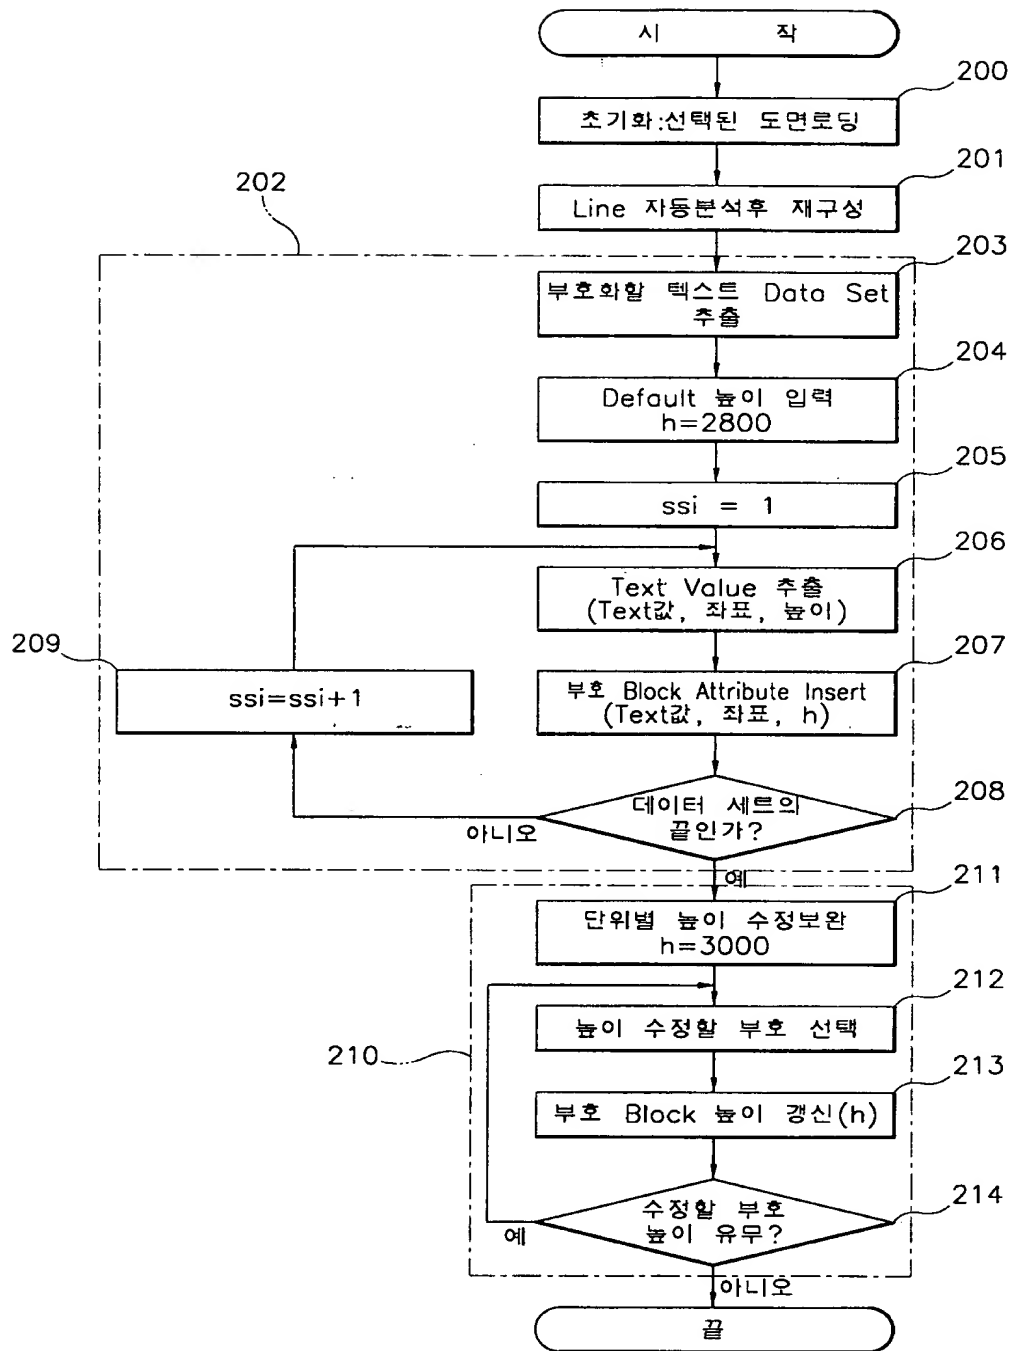 시 작
200
초기화:선택된 도면로딩
201
Line 자동분석후 재구성
202
203
부호화할 텍스트 Data Set
추출
204
Default 높이 입력
h=2800
205
ssi = 1
206
Text Value 추출
(Text값, 좌표, 높이)
207
부호 Block Attribute Insert
(Text값, 좌표, h)
209
ssi=ssi+1
208
데이터 세트의
끝인가?
아니오
예
211
단위별 높이 수정보완
h=3000
212
높이 수정할 부호 선택
210
213
부호 Block 높이 갱신(h)
214
수정할 부호
높이 유무?
예
아니오
끝